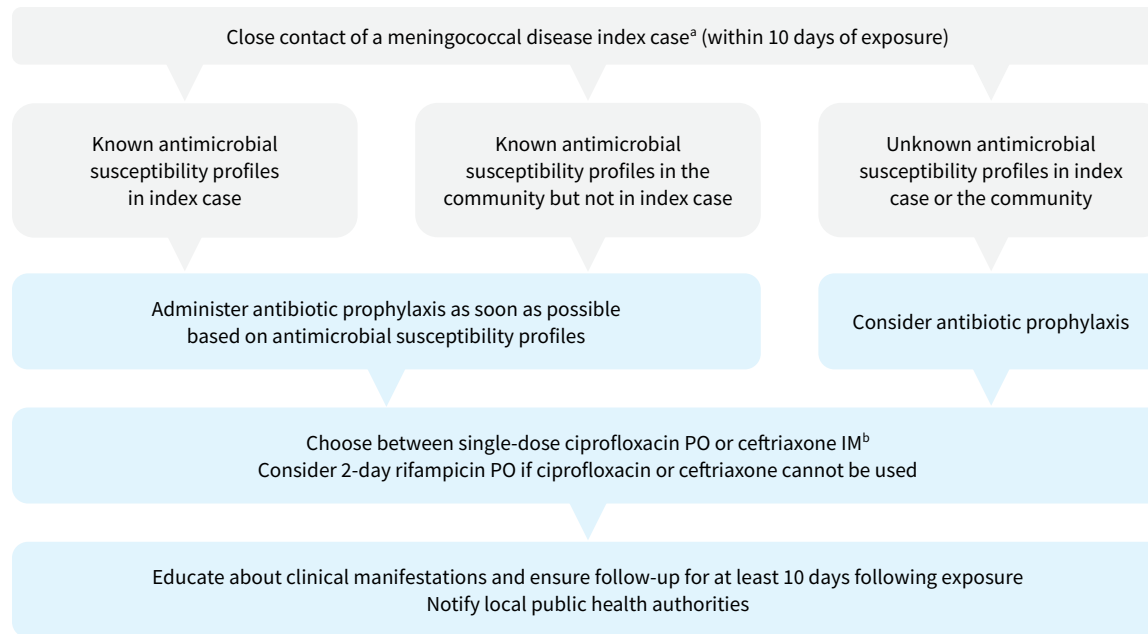 Close contact of a meningococcal disease index caseᵃ (within 10 days of exposure)
Known antimicrobial
susceptibility profiles
in index case
Known antimicrobial
susceptibility profiles in the
community but not in index case
Unknown antimicrobial
susceptibility profiles in index
case or the community
Administer antibiotic prophylaxis as soon as possible
based on antimicrobial susceptibility profiles
Consider antibiotic prophylaxis
Choose between single-dose ciprofloxacin PO or ceftriaxone IMᵇ
Consider 2-day rifampicin PO if ciprofloxacin or ceftriaxone cannot be used
Educate about clinical manifestations and ensure follow-up for at least 10 days following exposure
Notify local public health authorities